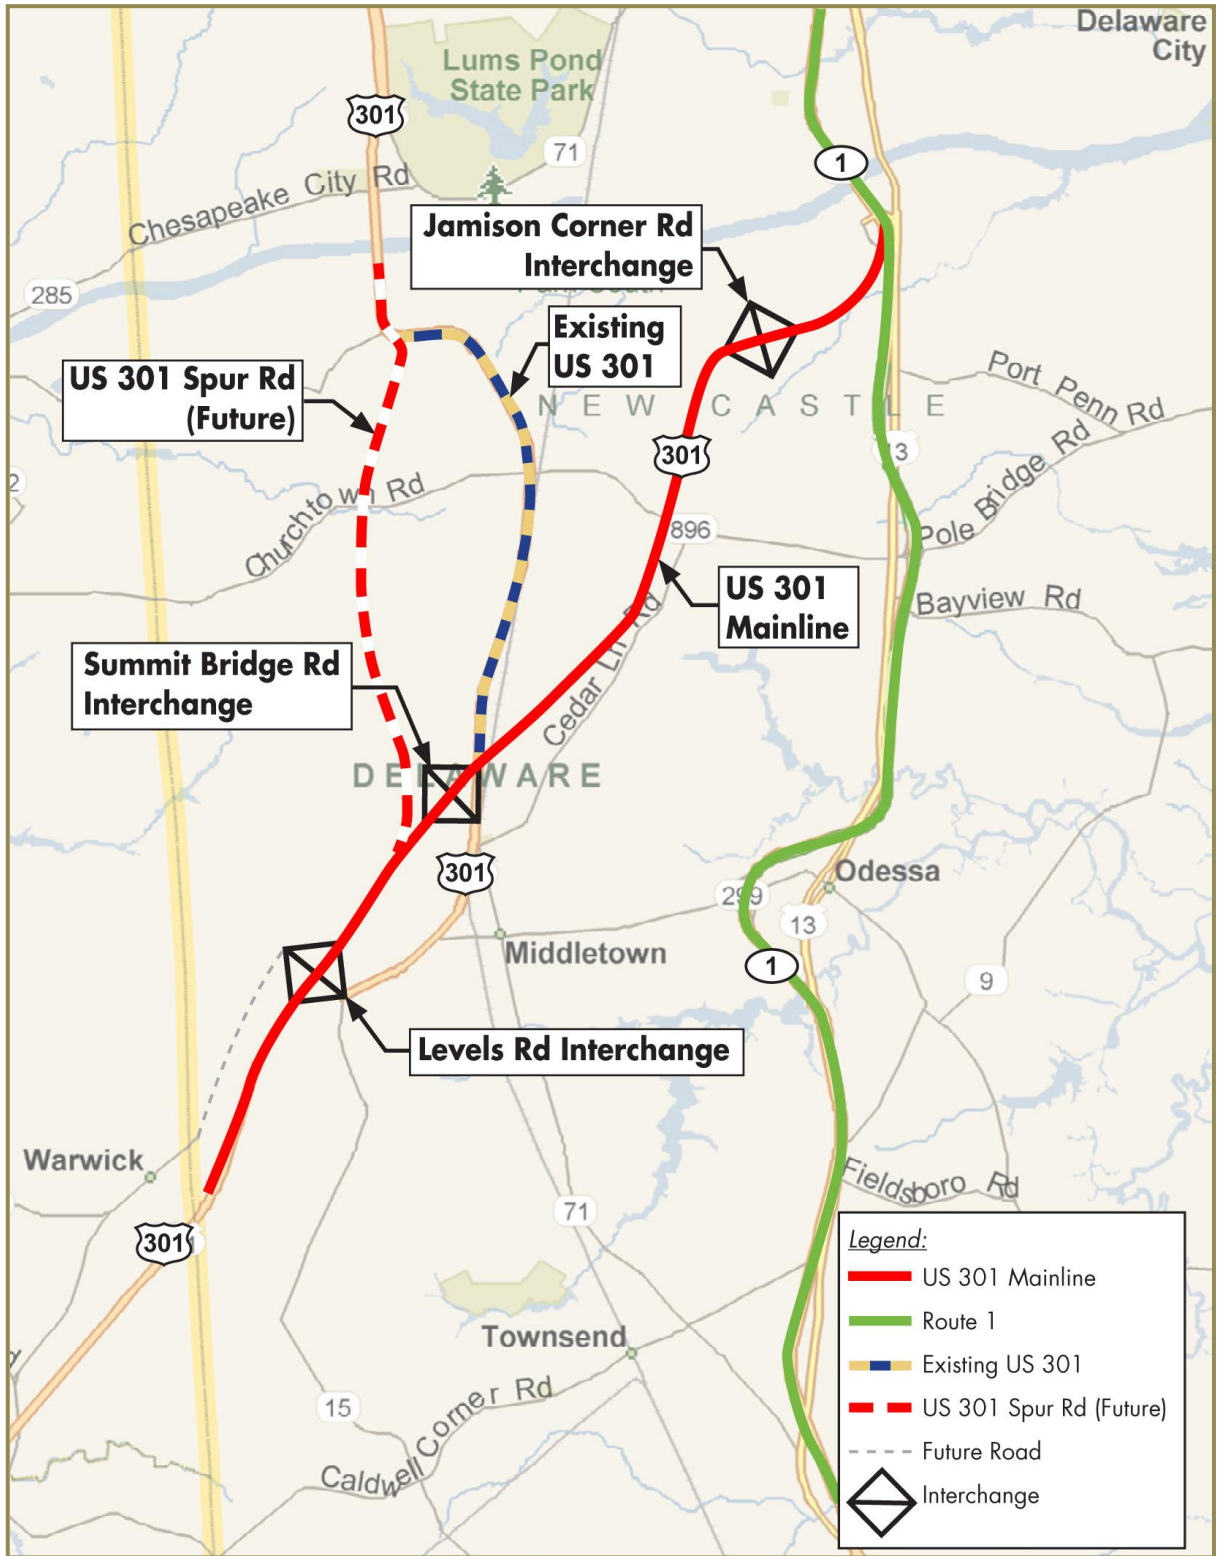 Delaware
City
Lums Pond
State Park
301
71
1
Chesapeake City Rd
Jamison Corner Rd
Interchange
285
Existing
US 301
US 301 Spur Rd
(Future)
NEW CASTLE
Port Penn Rd
301
13
2
Churchtown Rd
Pole Bridge Rd
896
US 301
Mainline
Bayview Rd
Summit Bridge Rd
Interchange
Cedar Ln Rd
DELAWARE
301
Odessa
299
13
Middletown
1
9
Levels Rd Interchange
Warwick
Fieldsboro Rd
71
301
Townsend
15
Caldwell Corner Rd
Legend:
US 301 Mainline
Route 1
Existing US 301
US 301 Spur Rd (Future)
Future Road
Interchange